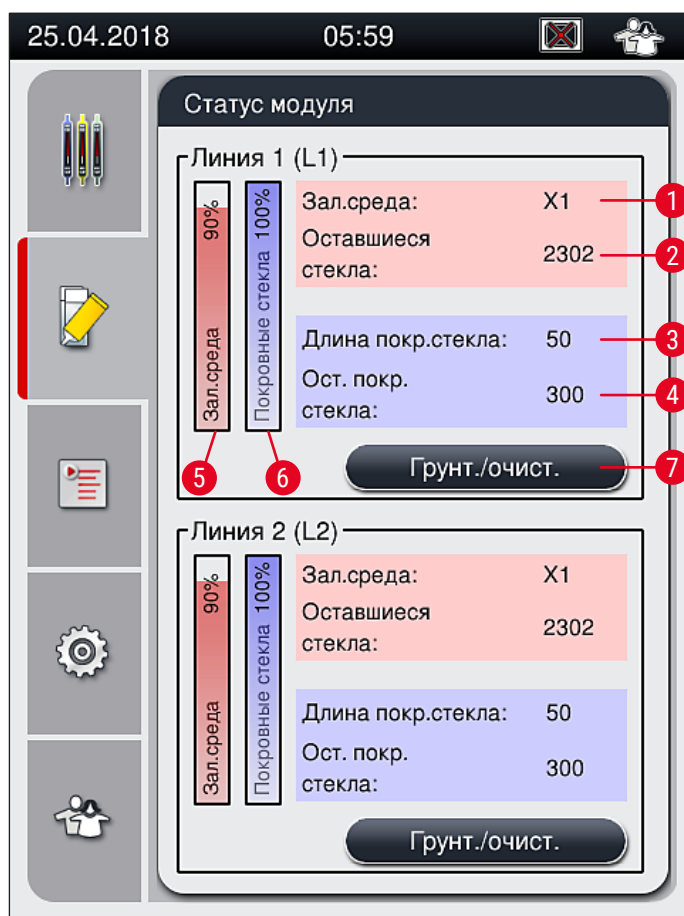 25.04.2018 05:59
Статус модуля
Линия 1 (L1)
90%
Зал.среда
Покровные стекла 100%
Зал.среда: X1 1
Оставшиеся
стекла: 2302 2
Длина покр.стекла: 50 3
Ост. покр.
стекла: 300 4
5 6
Грунт./очист. 7
Линия 2 (L2)
90%
Зал.среда
Покровные стекла 100%
Зал.среда: X1
Оставшиеся
стекла: 2302
Длина покр.стекла: 50
Ост. покр.
стекла: 300
Грунт./очист.